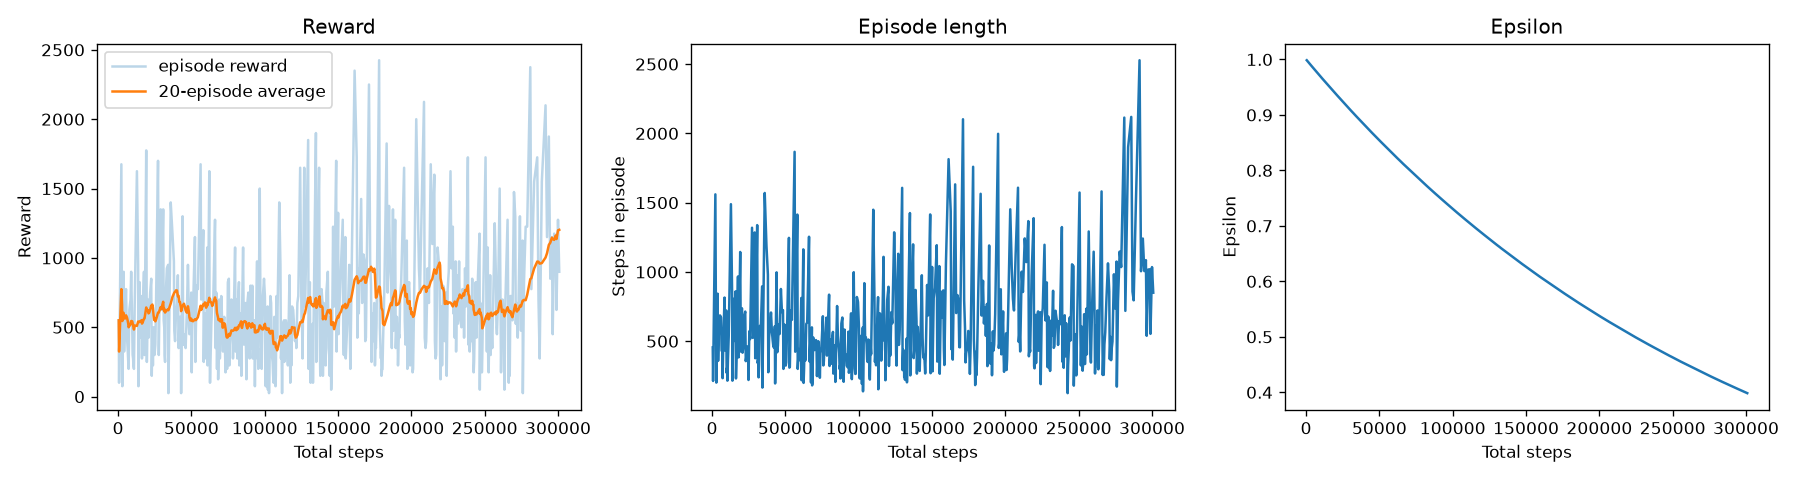 Reward
2500
2000
1500
1000
500
0
Reward
episode reward
20-episode average
0 50000 100000 150000 200000 250000 300000
Total steps
Episode length
2500
2000
1500
1000
500
Steps in episode
0 50000 100000 150000 200000 250000 300000
Total steps
Epsilon
1.0
0.9
0.8
0.7
0.6
0.5
0.4
Epsilon
0 50000 100000 150000 200000 250000 300000
Total steps